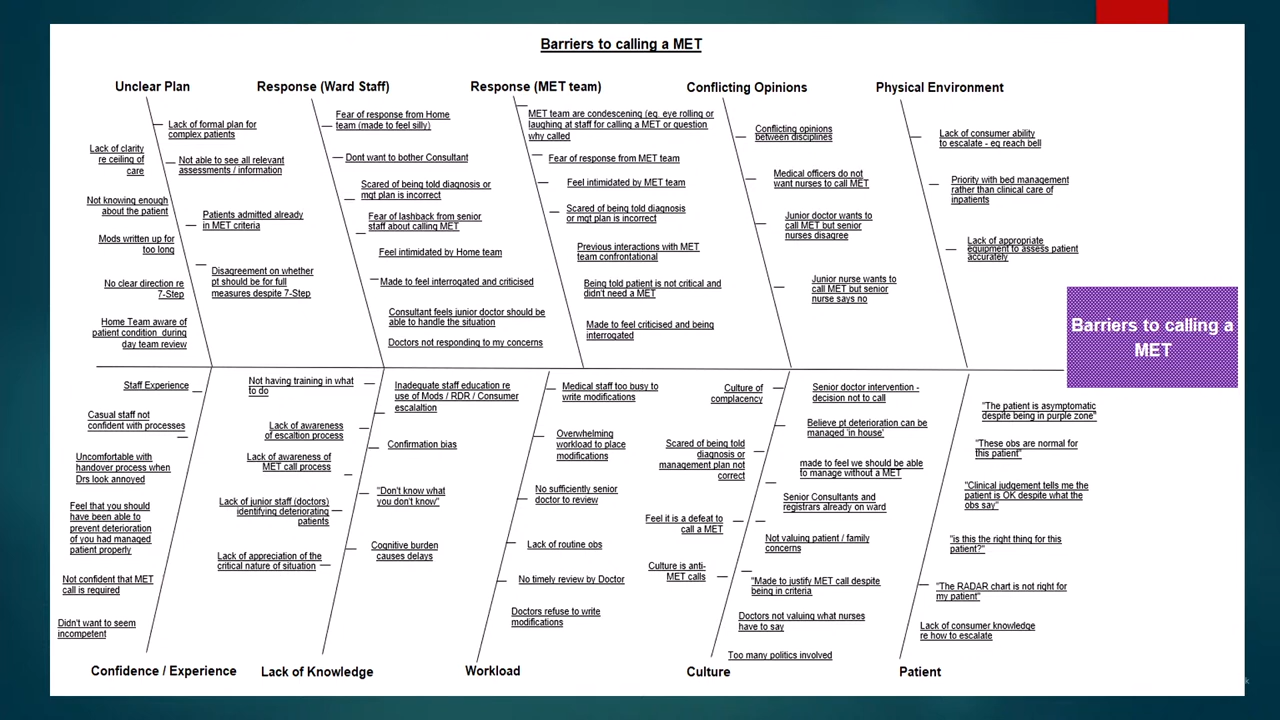 Barriers to calling a MET
Unclear Plan
Lack of formal plan for
complex patients
Lack of clarity
re ceiling of
care
Not able to see all relevant
assessments / information
Not knowing enough
about the patient
Patients admitted already
in MET criteria
Mods written up for
too long
Disagreement on whether
pt should be for full
measures despite 7-Step
No clear direction re
7-Step
Home Team aware of
patient condition during
day team review
Response (Ward Staff)
Fear of response from Home
team (made to feel silly)
Dont want to bother Consultant
Scared of being told diagnosis or
mgt plan is incorrect
Fear of lashback from senior
staff about calling MET
Feel intimidated by Home team
Made to feel interrogated and criticised
Consultant feels junior doctor should be
able to handle the situation
Doctors not responding to my concerns
Response (MET team)
MET team are condescening (eg eye rolling or
laughing at staff for calling a MET or question
why called
Fear of response from MET team
Feel intimidated by MET team
Scared of being told diagnosis
or mgt plan is incorrect
Previous interactions with MET
team confrontational
Being told patient is not critical and
didn't need a MET
Made to feel criticised and being
interrogated
Conflicting Opinions
Conflicting opinions
between disciplines
Medical officers do not
want nurses to call MET
Junior doctor wants to
call MET but senior
nurses disagree
Junior nurse wants to
call MET but senior
nurse says no
Physical Environment
Lack of consumer ability
to escalate - eg reach bell
Priority with bed management
rather than clinical care of
inpatients
Lack of appropriate
equipment to assess patient
accurately
Barriers to calling a
MET
Staff Experience
Casual staff not
confident with processes
Uncomfortable with
handover process when
Drs look annoyed
Feel that you should
have been able to
prevent deterioration
of you had managed
patient properly
Not confident that MET
call is required
Didn't want to seem
incompetent
Confidence / Experience
Not having training in what
to do
Inadequate staff education re
use of Mods / RDR / Consumer
escalaltion
Lack of awareness
of escaltion process
Confirmation bias
Lack of awareness of
MET call process
"Don't know what
you don't know"
Lack of junior staff (doctors)
identifying deteriorating
patients
Cognitive burden
causes delays
Lack of appreciation of the
critical nature of situation
Lack of Knowledge
Medical staff too busy to
write modifications
Overwhelming
workload to place
modifications
No sufficiently senior
doctor to review
Lack of routine obs
No timely review by Doctor
Doctors refuse to write
modifications
Workload
Culture of
complacency
Senior doctor intervention -
decision not to call
Believe pt deterioration can be
managed 'in house'
Scared of being told
diagnosis or
management plan not
correct
made to feel we should be able
to manage without a MET
Senior Consultants and
registrars already on ward
Feel it is a defeat to
call a MET
Not valuing patient / family
concerns
Culture is anti-
MET calls
"Made to justify MET call despite
being in criteria
Doctors not valuing what nurses
have to say
Too many politics involved
Culture
"The patient is asymptomatic
despite being in purple zone"
"These obs are normal for
this patient"
"Clinical judgement tells me the
patient is OK despite what the
obs say"
"is this the right thing for this
patient?"
"The RADAR chart is not right for
my patient"
Lack of consumer knowledge
re how to escalate
Patient